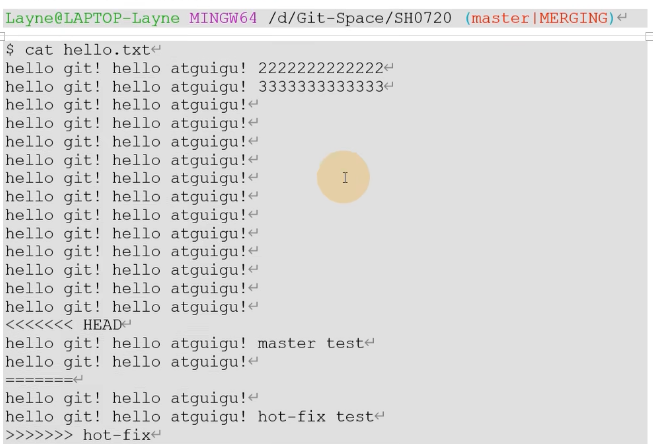 Layne@LAPTOP-Layne MINGW64 /d/Git-Space/SH0720 (master|MERGING)
$ cat hello.txt
hello git! hello atguigu! 2222222222222
hello git! hello atguigu! 3333333333333
hello git! hello atguigu!
hello git! hello atguigu!
hello git! hello atguigu!
hello git! hello atguigu!
hello git! hello atguigu!
hello git! hello atguigu!
hello git! hello atguigu!
hello git! hello atguigu!
hello git! hello atguigu!
hello git! hello atguigu!
hello git! hello atguigu!
hello git! hello atguigu!
<<<<<<< HEAD
hello git! hello atguigu! master test
hello git! hello atguigu!
=======
hello git! hello atguigu!
hello git! hello atguigu! hot-fix test
>>>>>>> hot-fix